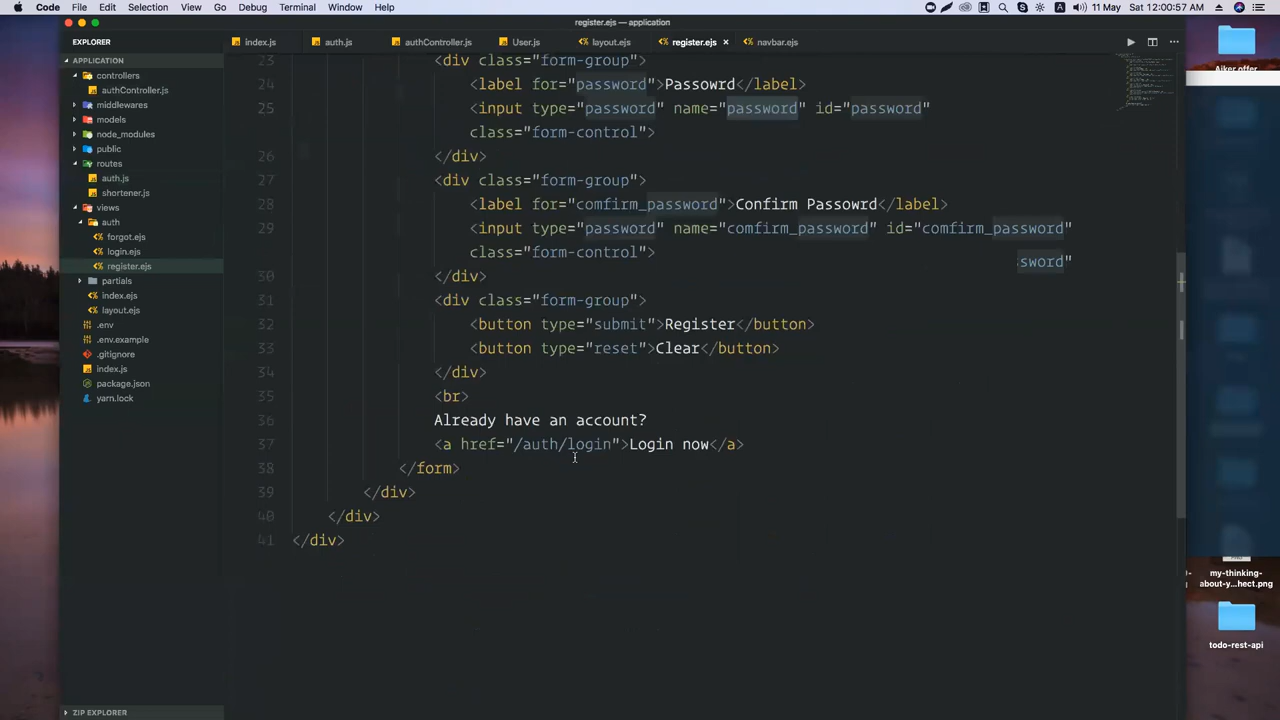 Code File Edit Selection View Go Debug Terminal Window Help
A 11 May Sat 12:00:57 AM
register.ejs — application
EXPLORER
index.js auth.js authController.js User.js layout.ejs register.ejs × navbar.ejs
APPLICATION
controllers
authController.js
middlewares
models
node_modules
public
routes
auth.js
shortener.js
views
auth
forgot.ejs
login.ejs
register.ejs
partials
index.ejs
layout.ejs
.env
.env.example
.gitignore
index.js
package.json
yarn.lock
ZIP EXPLORER
23 <div class="form-group">
24 <label for="password">Passowrd</label>
25 <input type="password" name="password" id="password"
class="form-control">
26 </div>
27 <div class="form-group">
28 <label for="comfirm_password">Confirm Passowrd</label>
29 <input type="password" name="comfirm_password" id="comfirm_password"
class="form-control">
sword"
30 </div>
31 <div class="form-group">
32 <button type="submit">Register</button>
33 <button type="reset">Clear</button>
34 </div>
35 <br>
36 Already have an account?
37 <a href="/auth/login">Login now</a>
38 </form>
39 </div>
40 </div>
41 </div>
Aiker offer
my-thinking-
about-y...hect.png
todo-rest-api